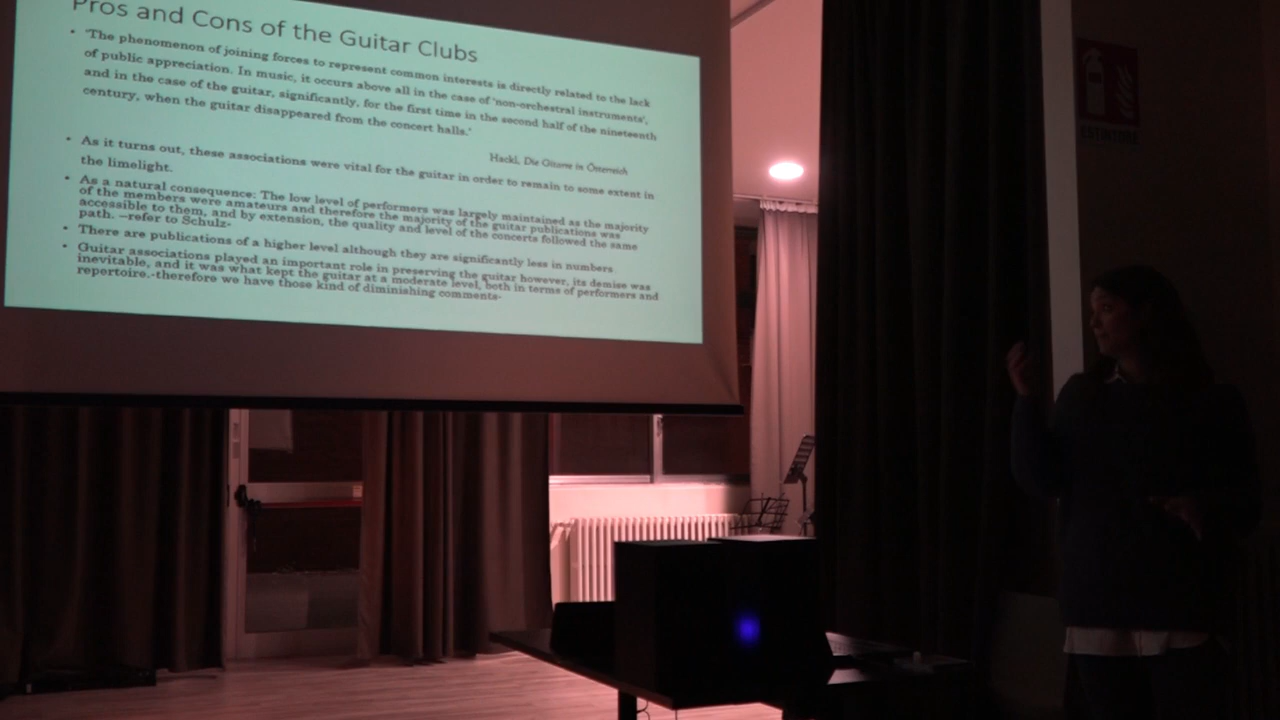 Pros and Cons of the Guitar Clubs
• 'The phenomenon of joining forces to represent common interests is directly related to the lack
of public appreciation. In music, it occurs above all in the case of 'non-orchestral instruments',
and in the case of the guitar, significantly, for the first time in the second half of the nineteenth
century, when the guitar disappeared from the concert halls.'
Hackl, Die Gitarre in Österreich
• As it turns out, these associations were vital for the guitar in order to remain to some extent in
the limelight.
• As a natural consequence: The low level of performers was largely maintained as the majority
of the members were amateurs and therefore the majority of the guitar publications was
accessible to them, and by extension, the quality and level of the concerts followed the same
path. –refer to Schulz-
• There are publications of a higher level although they are significantly less in numbers
• Guitar associations played an important role in preserving the guitar however, its demise was
inevitable, and it was what kept the guitar at a moderate level, both in terms of performers and
repertoire.-therefore we have those kind of diminishing comments-
ESTINTORE